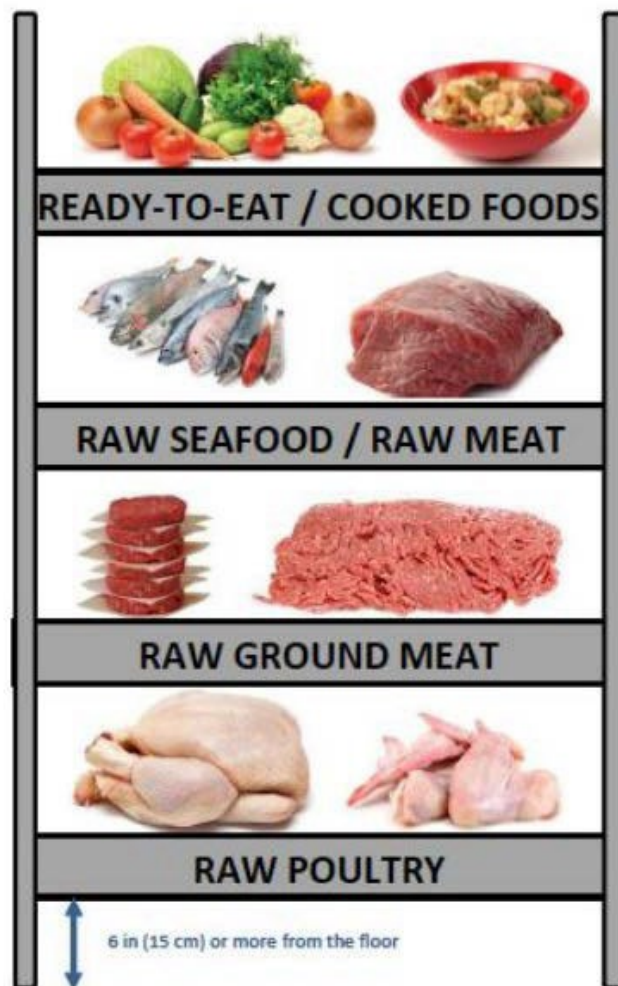 READY-TO-EAT / COOKED FOODS
RAW SEAFOOD / RAW MEAT
RAW GROUND MEAT
RAW POULTRY
6 in (15 cm) or more from the floor